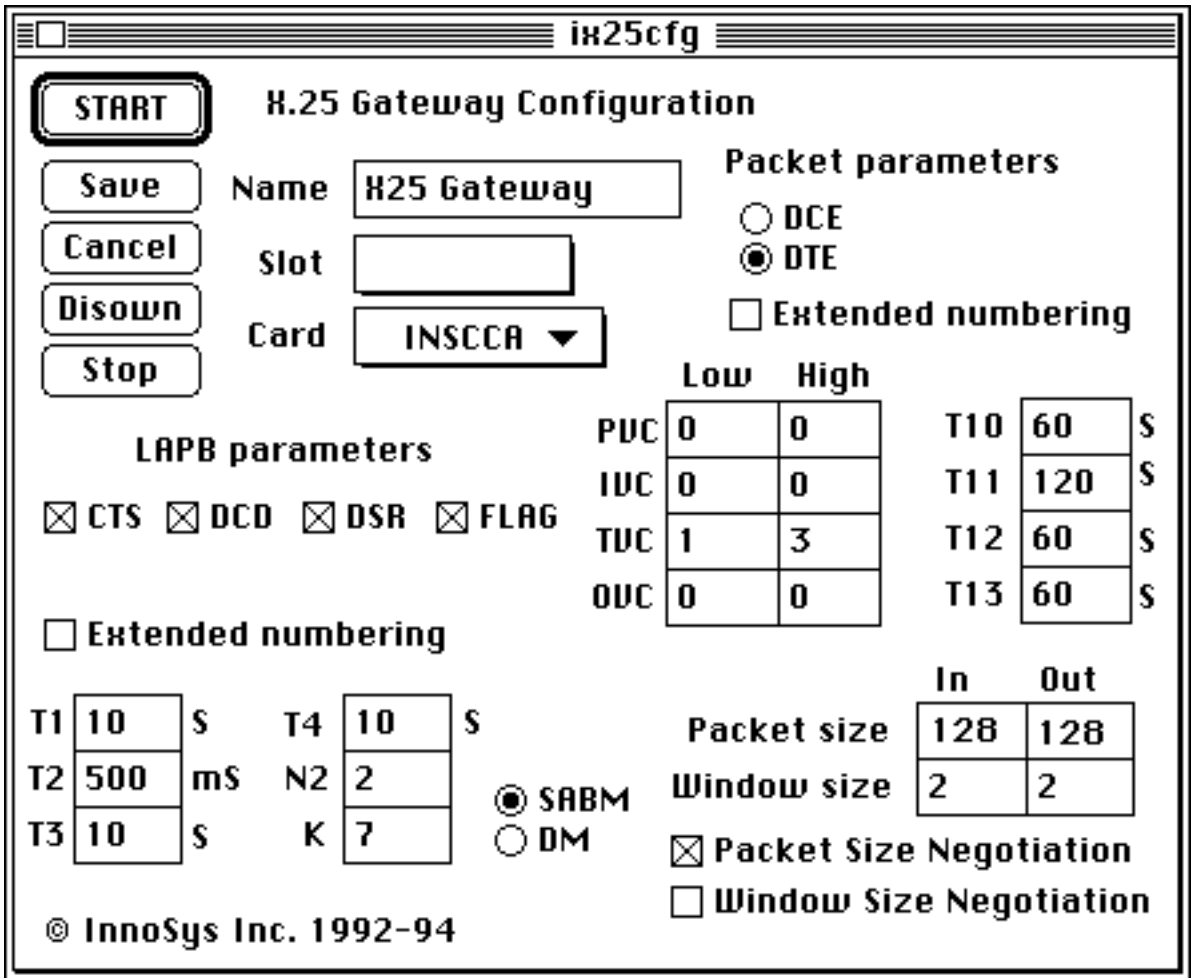 ix25cfg
START
X.25 Gateway Configuration
Save
Cancel
Disown
Stop
Name X25 Gateway
Slot
Card INSCCA
Packet parameters
DCE
DTE
Extended numbering
LAPB parameters
CTS DCD DSR FLAG
Extended numbering
Low High
PVC 0 0
IVC 0 0
TVC 1 3
OVC 0 0
T10 60 S
T11 120 S
T12 60 S
T13 60 S
T1 10 S T4 10 S
T2 500 mS N2 2
T3 10 S K 7
SABM
DM
In Out
Packet size 128 128
Window size 2 2
Packet Size Negotiation
Window Size Negotiation
© InnoSys Inc. 1992-94